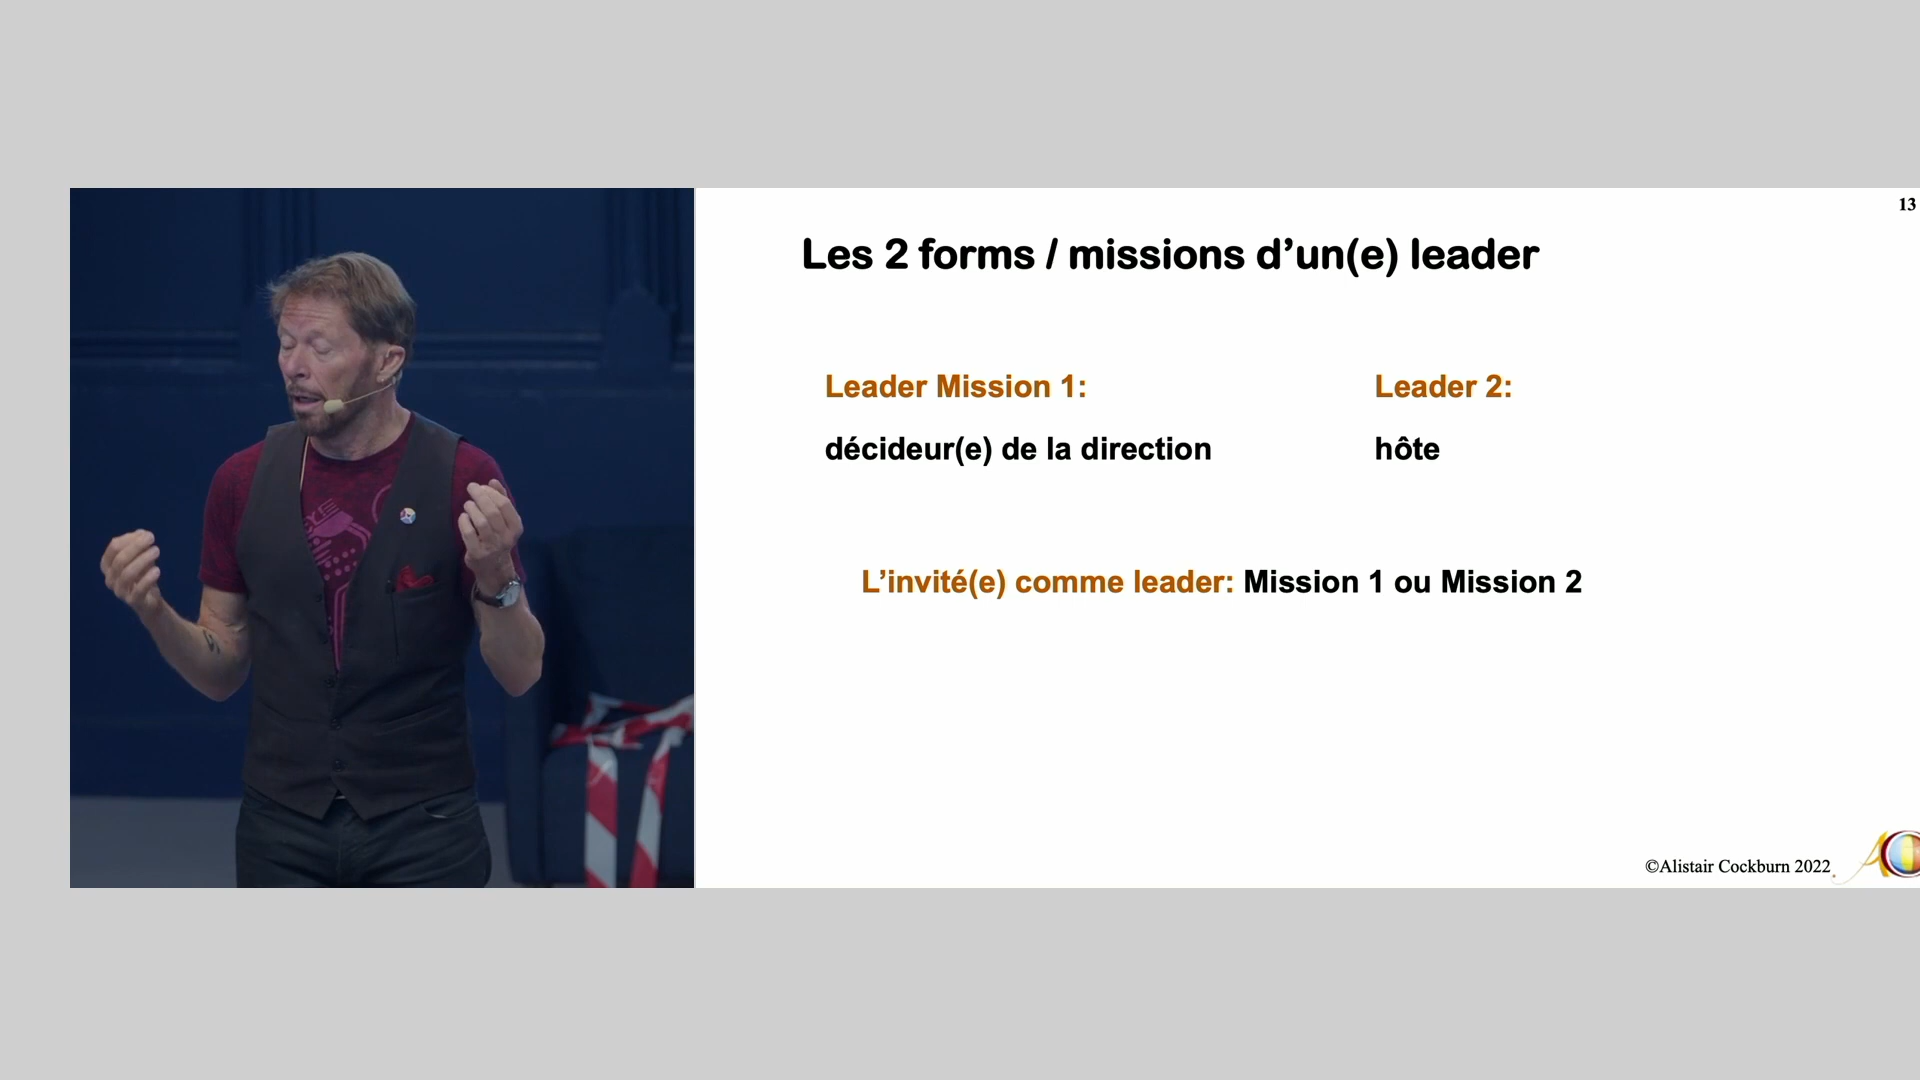 13
Les 2 forms / missions d’un(e) leader
Leader Mission 1:
Leader 2:
décideur(e) de la direction
hôte
L’invité(e) comme leader: Mission 1 ou Mission 2
©Alistair Cockburn 2022